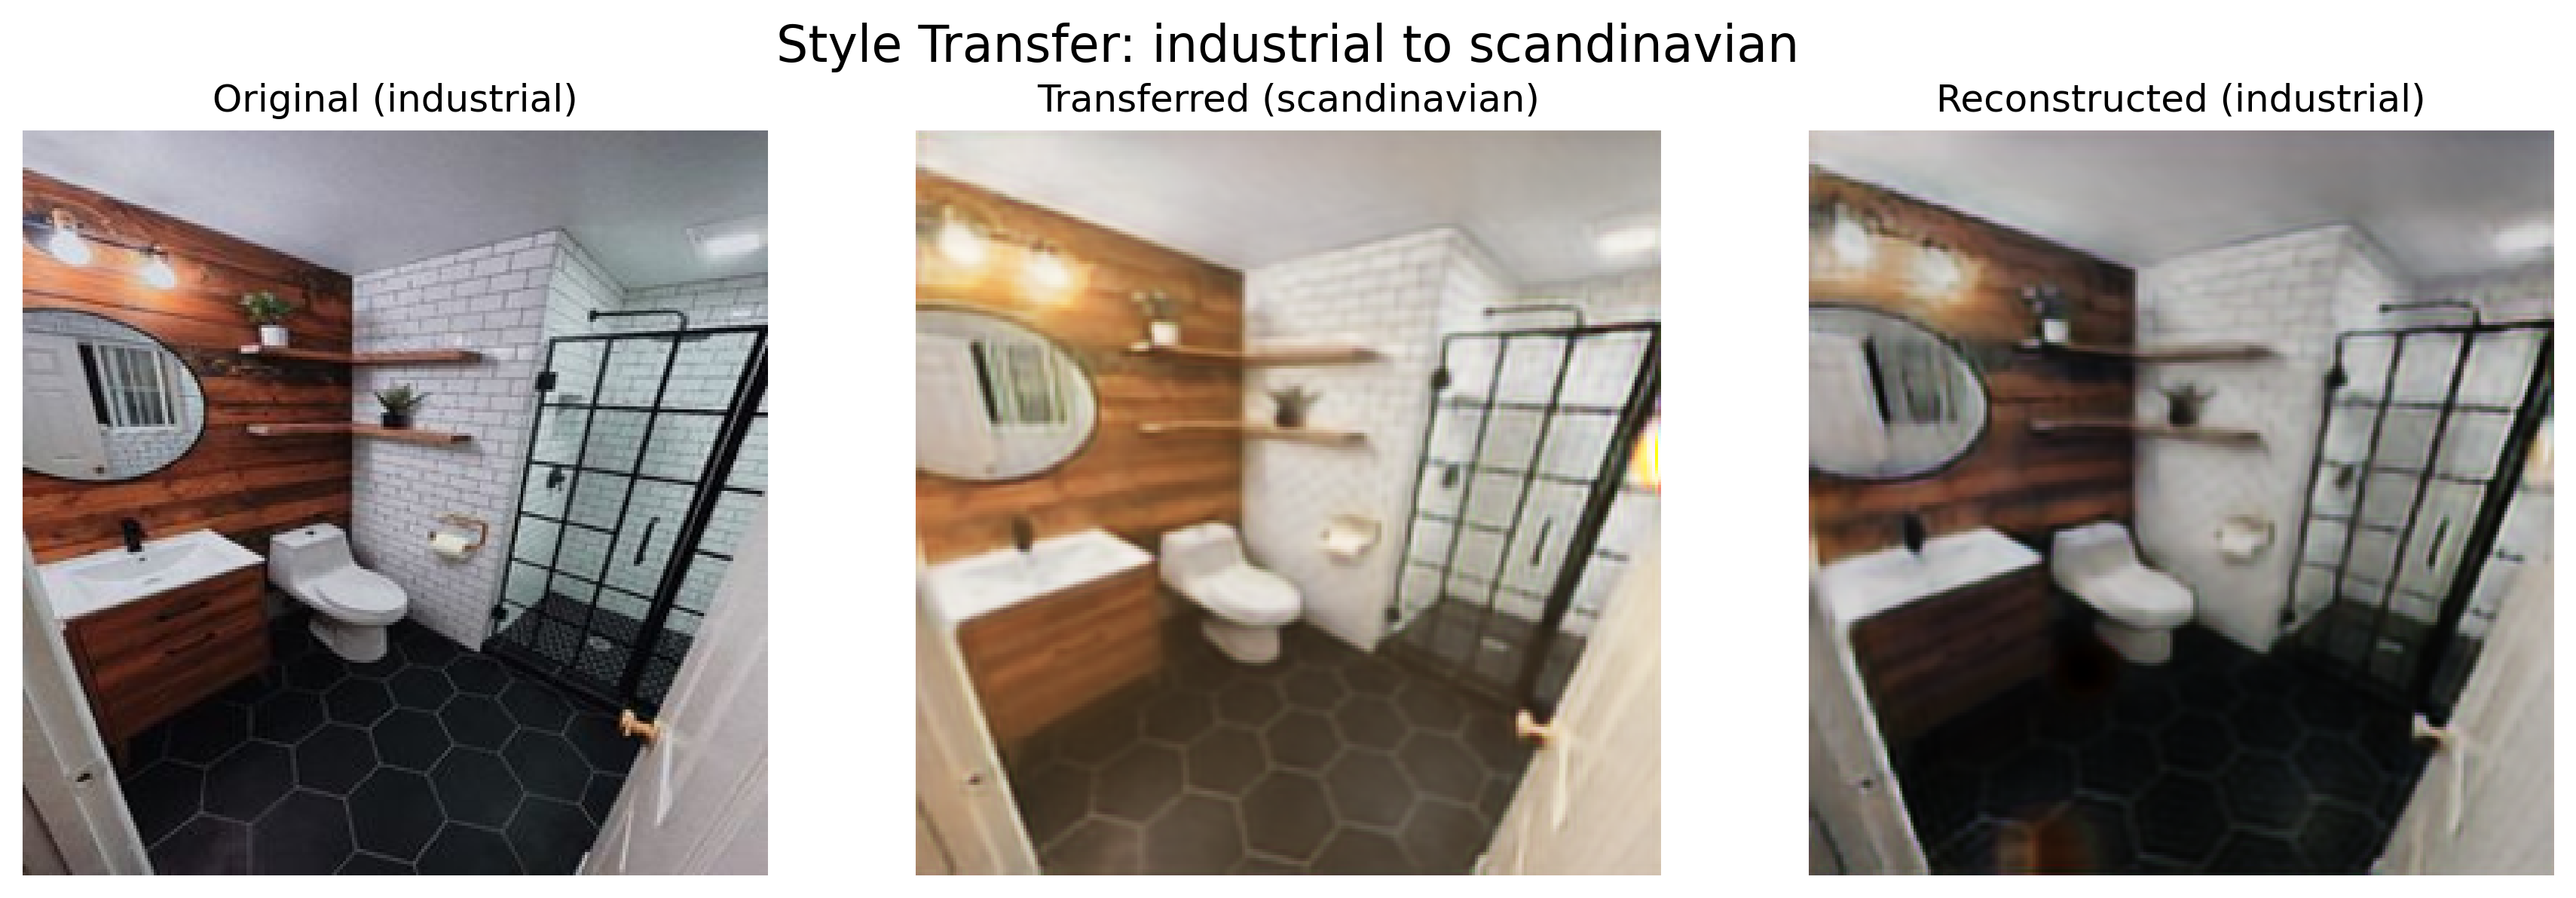 Style Transfer: industrial to scandinavian
Original (industrial)
Transferred (scandinavian)
Reconstructed (industrial)